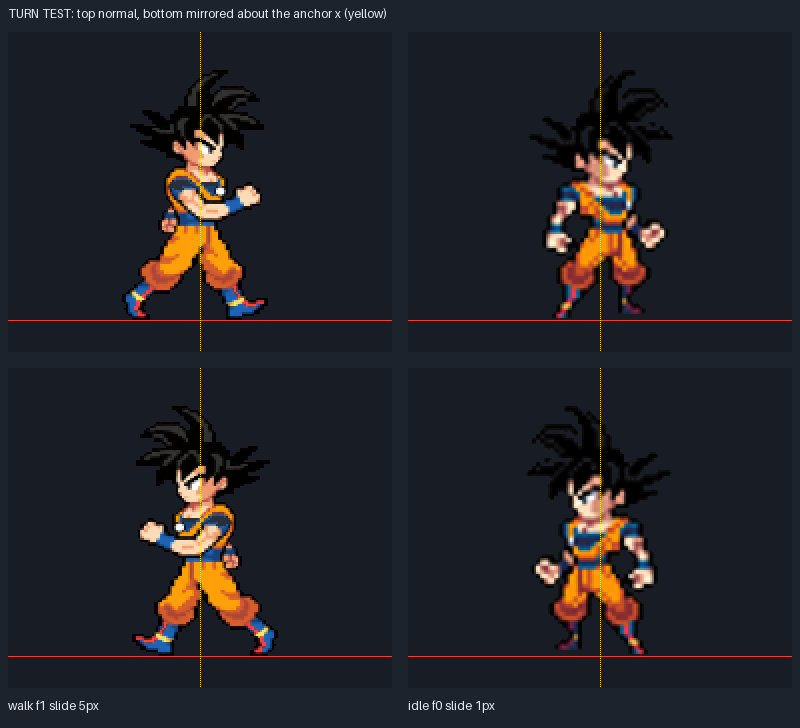 TURN TEST: top normal, bottom mirrored about the anchor x (yellow)
walk f1 slide 5px
idle f0 slide 1px